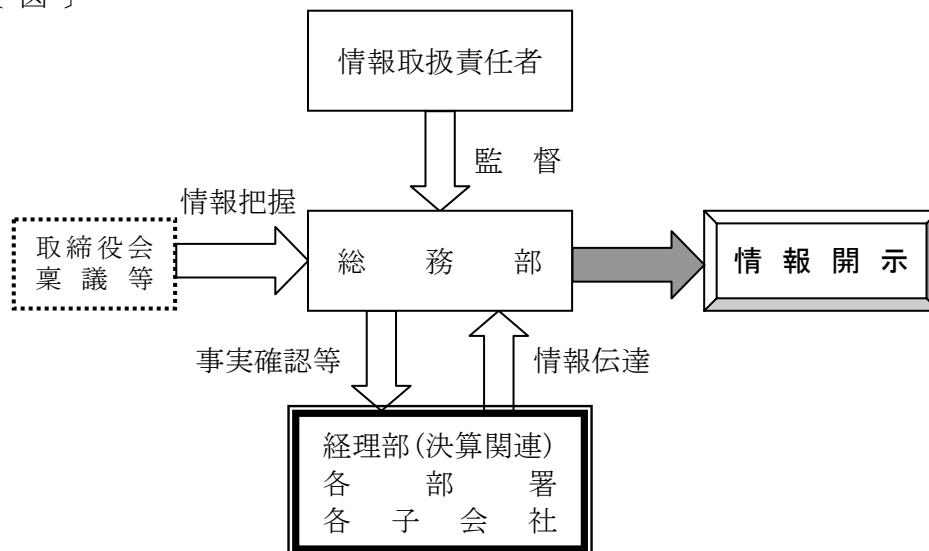 図 〕
情報取扱責任者
監 督
情報把握
取締役会
稟議等
総 務 部
情報開示
事実確認等
情報伝達
経理部(決算関連)
各 部 署
各 子 会 社